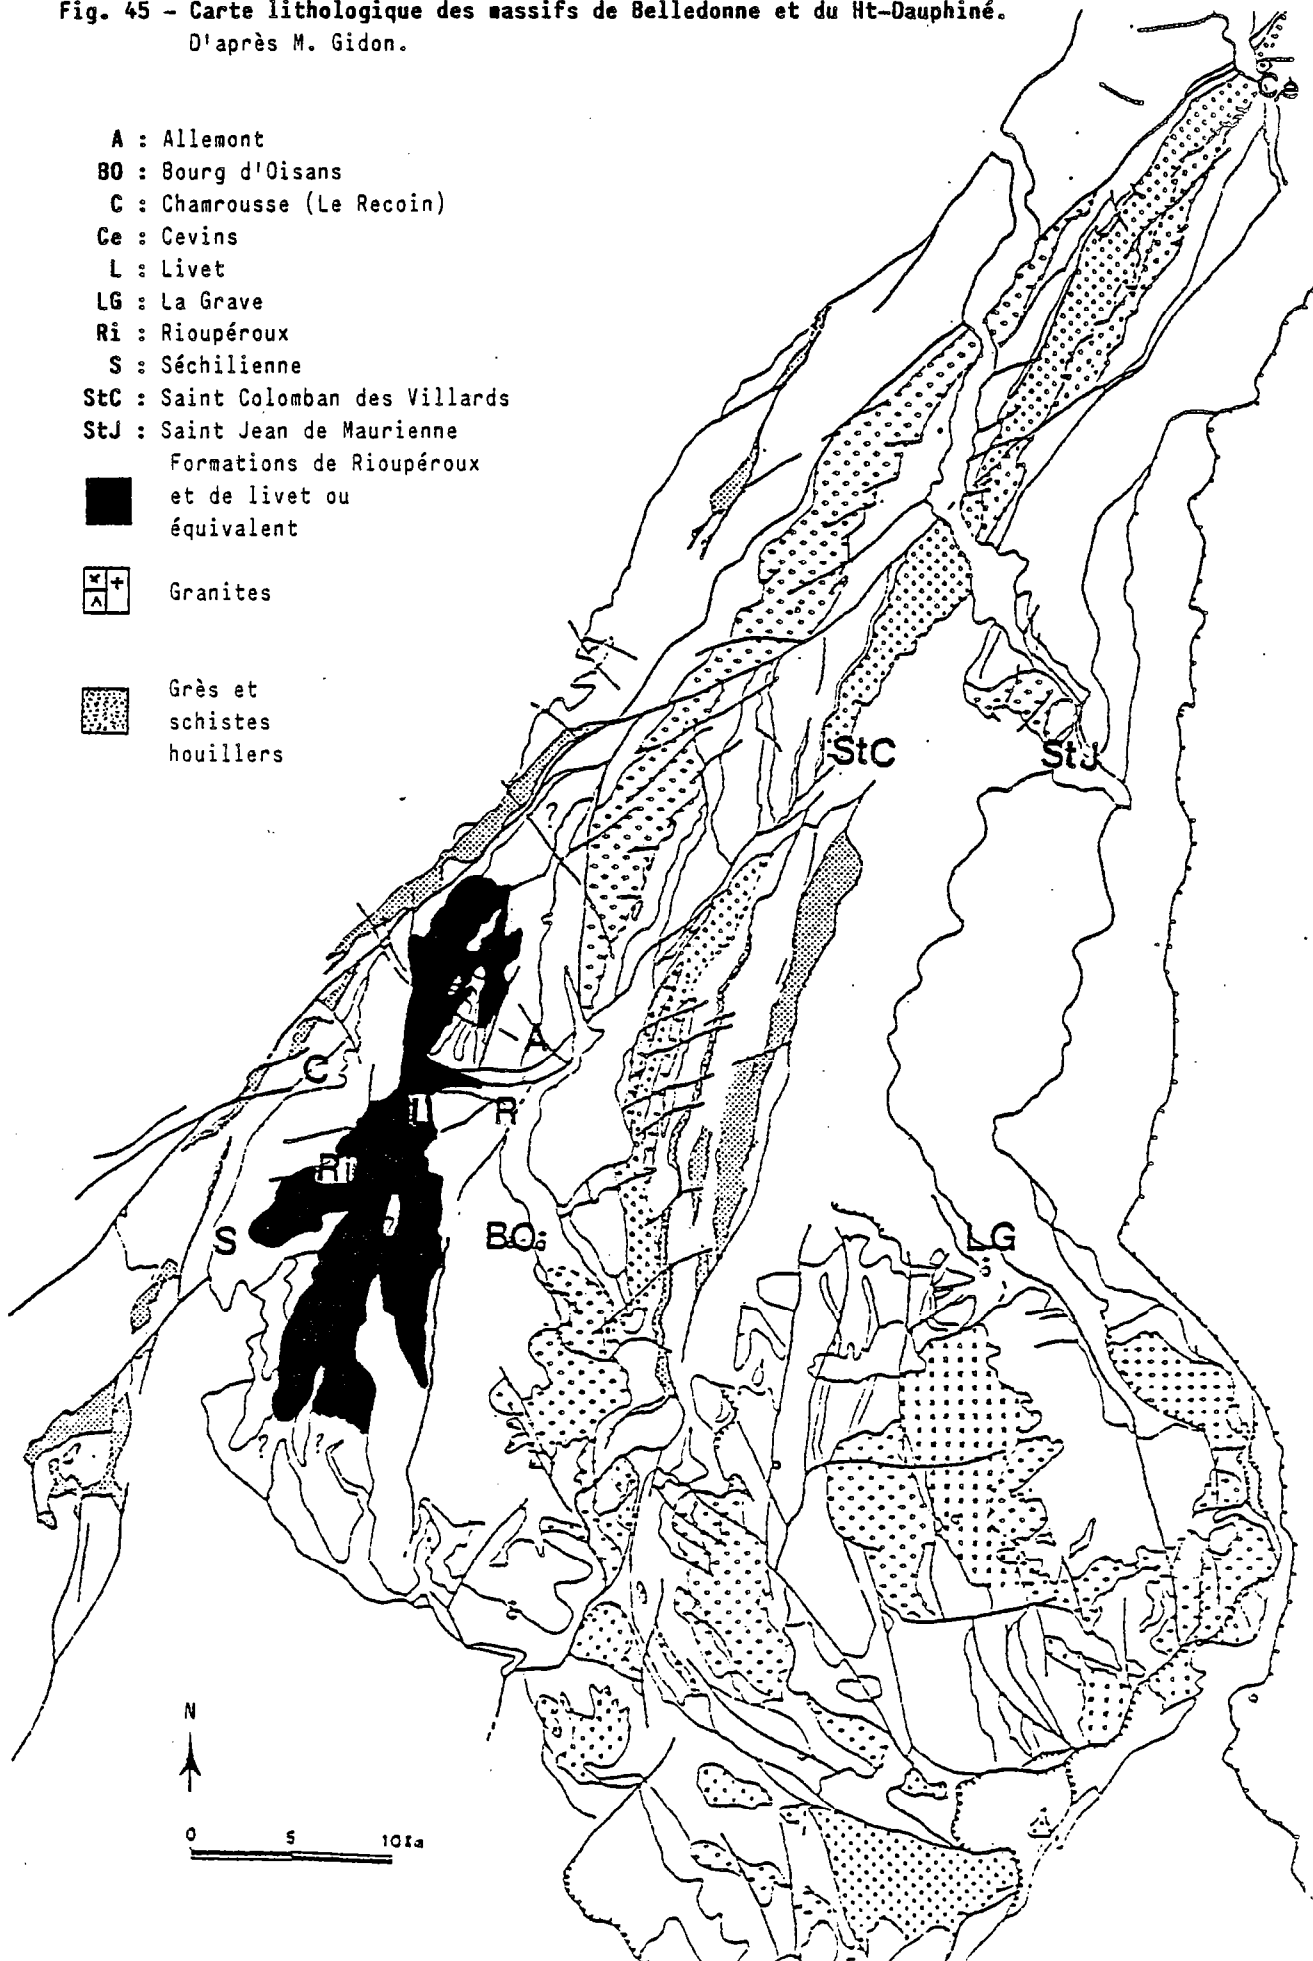 Fig. 45 – Carte lithologique des massifs de Belledonne et du Ht-Dauphiné.
D'après M. Gidon.
A : Allemont
BO : Bourg d'Oisans
C : Chamrousse (Le Recoin)
Ce : Cevins
L : Livet
LG : La Grave
Ri : Rioupéroux
S : Séchilienne
StC : Saint Colomban des Villards
StJ : Saint Jean de Maurienne
Formations de Rioupéroux
et de livet ou
équivalent
Granites
Grès et
schistes
houillers
Ce
StC
StJ
?
A
C
L
R
Ri
S
BO
LG
?
? ?
N
0 5 10